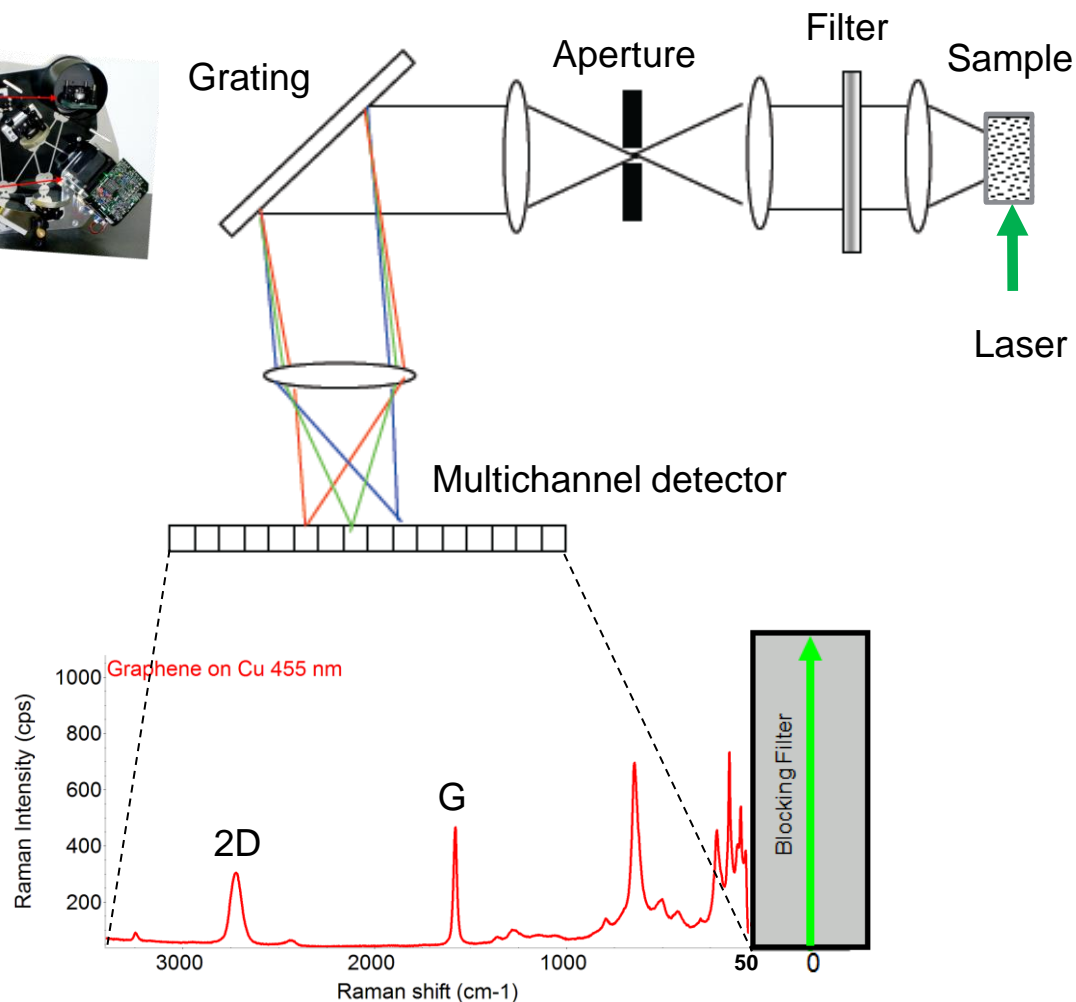 Filter
Aperture
Sample
Grating
Laser
Multichannel detector
Graphene on Cu 455 nm
Raman Intensity (cps)
1000
800
600
400
200
2D
G
Blocking Filter
3000
2000
1000
50
0
Raman shift (cm-1)